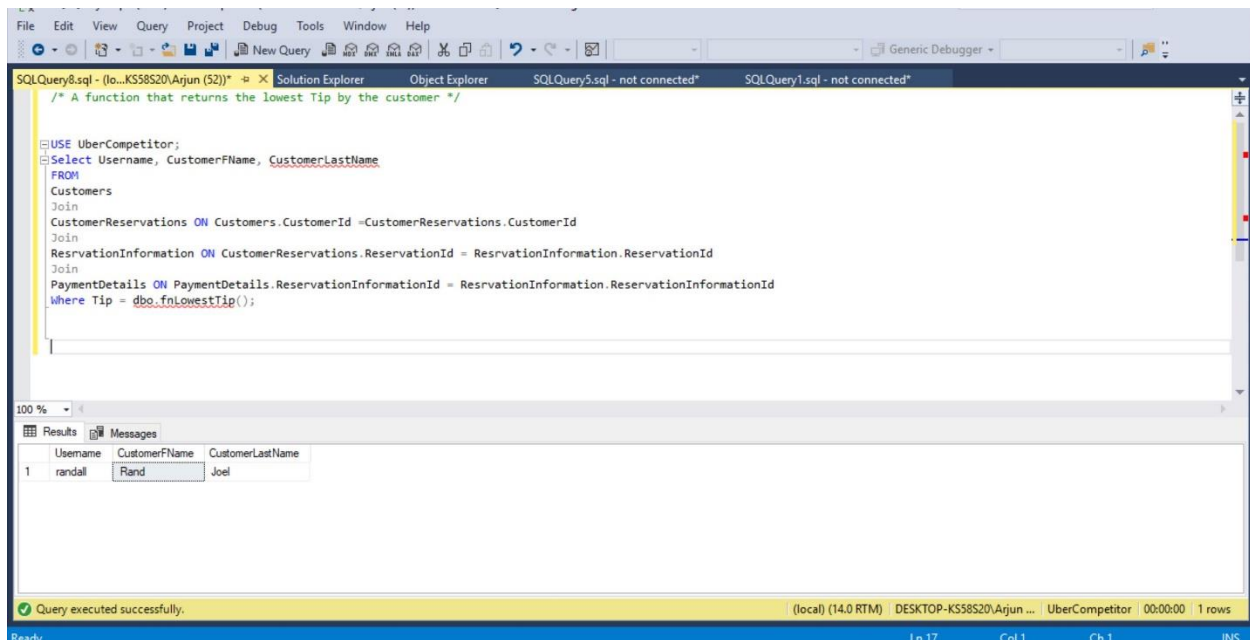 File Edit View Query Project Debug Tools Window Help
New Query MDX DMX XMLA DAX Generic Debugger
SQLQuery8.sql - (lo...KS58S20\Arjun (52))* Solution Explorer Object Explorer SQLQuery5.sql - not connected* SQLQuery1.sql - not connected*
/* A function that returns the lowest Tip by the customer */
USE UberCompetitor;
Select Username, CustomerFName, CustomerLastName
FROM
Customers
Join
CustomerReservations ON Customers.CustomerId =CustomerReservations.CustomerId
Join
ResrvationInformation ON CustomerReservations.ReservationId = ResrvationInformation.ReservationId
Join
PaymentDetails ON PaymentDetails.ReservationInformationId = ResrvationInformation.ReservationInformationId
Where Tip = dbo.fnLowestTip();
100 %
Results Messages
Username CustomerFName CustomerLastName
1 randall Rand Joel
Query executed successfully. (local) (14.0 RTM) DESKTOP-KS58S20\Arjun ... UberCompetitor 00:00:00 1 rows
Ready Ln 17 Col 1 Ch 1 INS